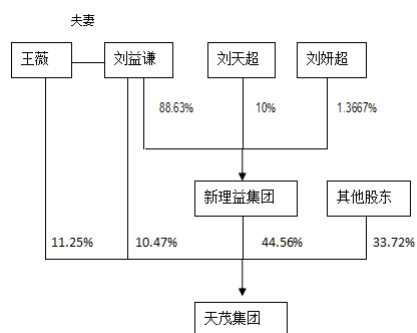 夫妻
王薇
刘益谦
刘天超
刘妍超
88.63%
10%
1.3667%
新理益集团
其他股东
11.25%
10.47%
44.56%
33.72%
天茂集团